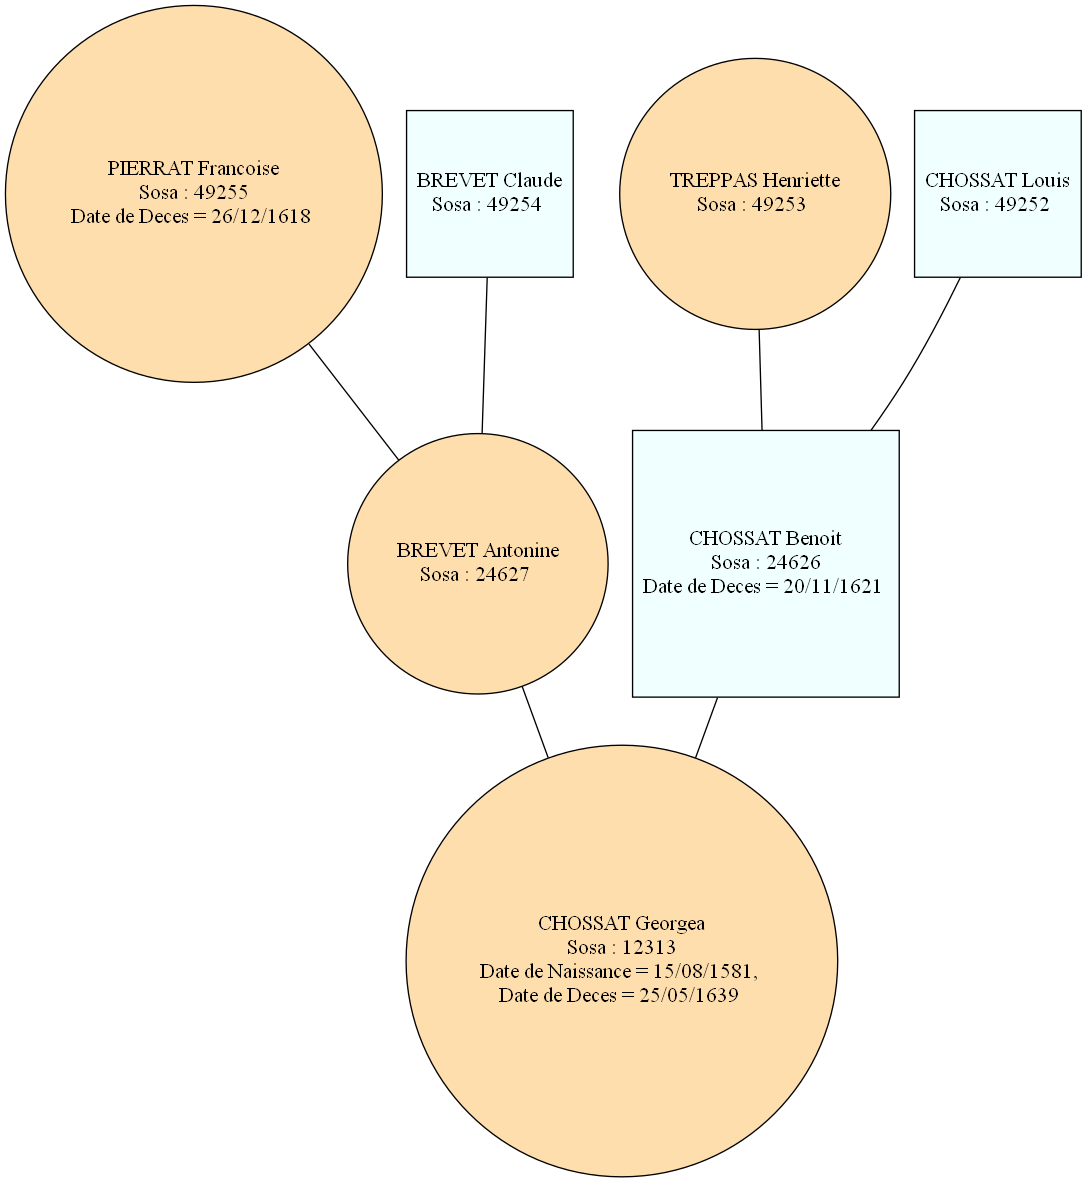 PIERRAT Francoise
Sosa : 49255
Date de Deces = 26/12/1618
BREVET Claude
Sosa : 49254
TREPPAS Henriette
Sosa : 49253
CHOSSAT Louis
Sosa : 49252
BREVET Antonine
Sosa : 24627
CHOSSAT Benoit
Sosa : 24626
Date de Deces = 20/11/1621
CHOSSAT Georgea
Sosa : 12313
Date de Naissance = 15/08/1581,
Date de Deces = 25/05/1639